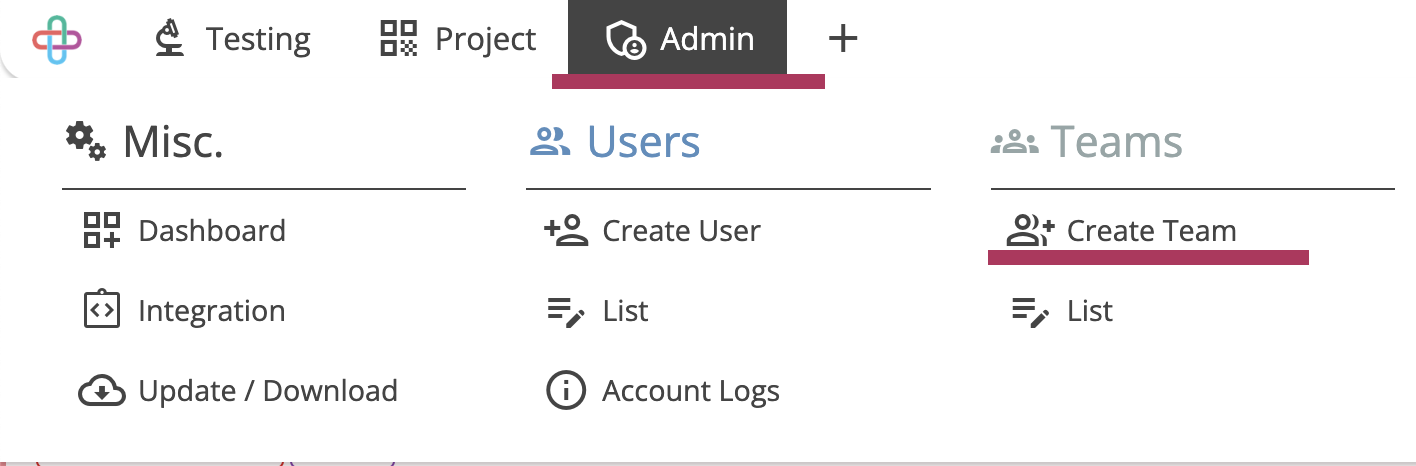 Testing Project Admin +
Misc.
Dashboard
Integration
Update / Download
Users
Create User
List
Account Logs
Teams
Create Team
List